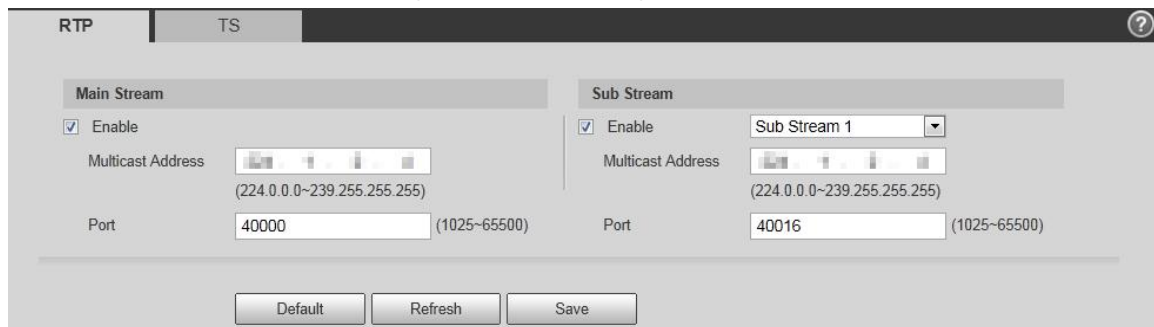 RTP TS ?
Main Stream Sub Stream
Enable Enable Sub Stream 1
Multicast Address Multicast Address
(224.0.0.0~239.255.255.255) (224.0.0.0~239.255.255.255)
Port 40000 (1025~65500) Port 40016 (1025~65500)
Default Refresh Save